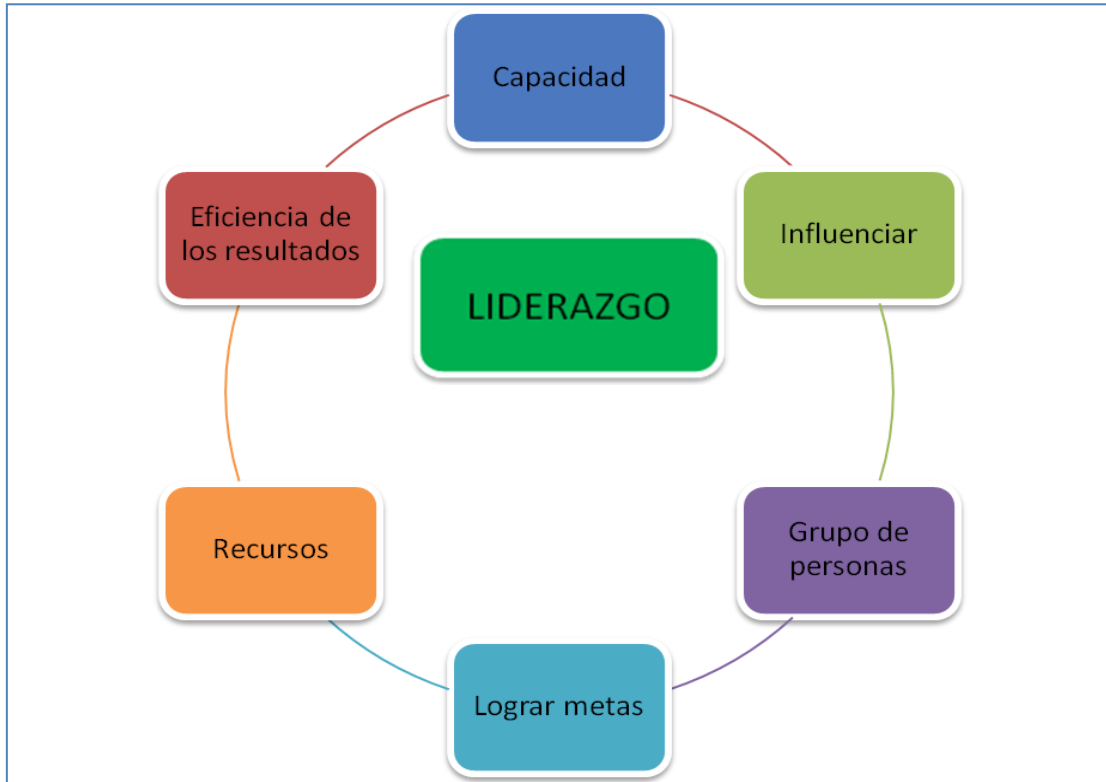 Capacidad
Influenciar
Grupo de
personas
Lograr metas
Recursos
Eficiencia de
los resultados
LIDERAZGO